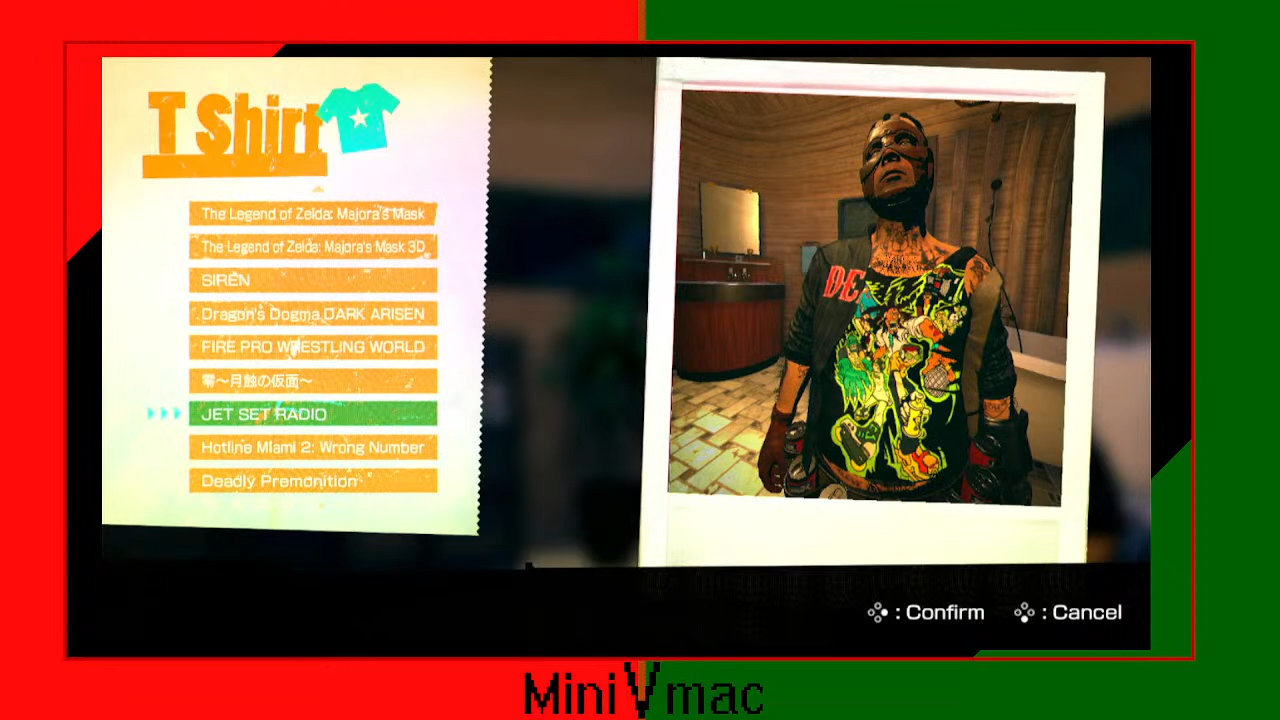 T Shirt
The Legend of Zelda: Majora's Mask
The Legend of Zelda: Majora's Mask 3D
SIREN
Dragon's Dogma DARK ARISEN
FIRE PRO WRESTLING WORLD
零〜月蝕の仮面〜
JET SET RADIO
Hotline Miami 2: Wrong Number
Deadly Premonition
DE
: Confirm
: Cancel
Mini V mac